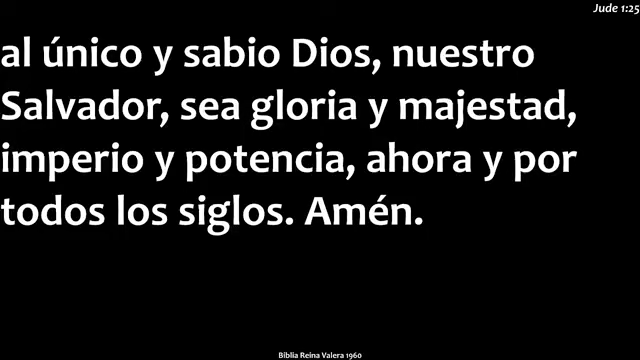 Jude 1:25
al único y sabio Dios, nuestro
Salvador, sea gloria y majestad,
imperio y potencia, ahora y por
todos los siglos. Amén.
Biblia Reina Valera 1960